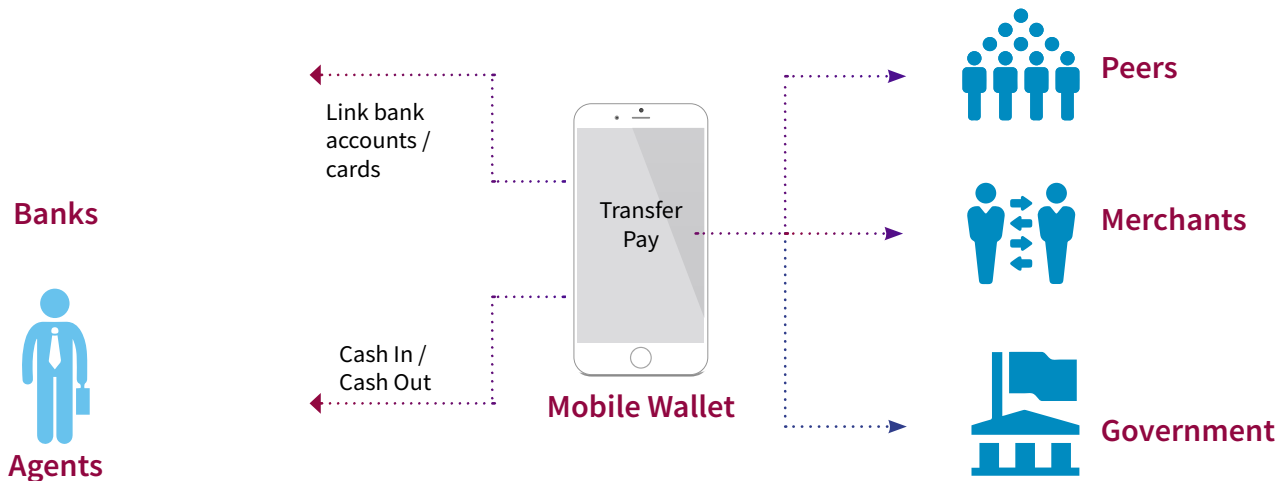 Link bank
accounts /
cards
Banks
Cash In /
Cash Out
Agents
Transfer
Pay
Mobile Wallet
Peers
Merchants
Government